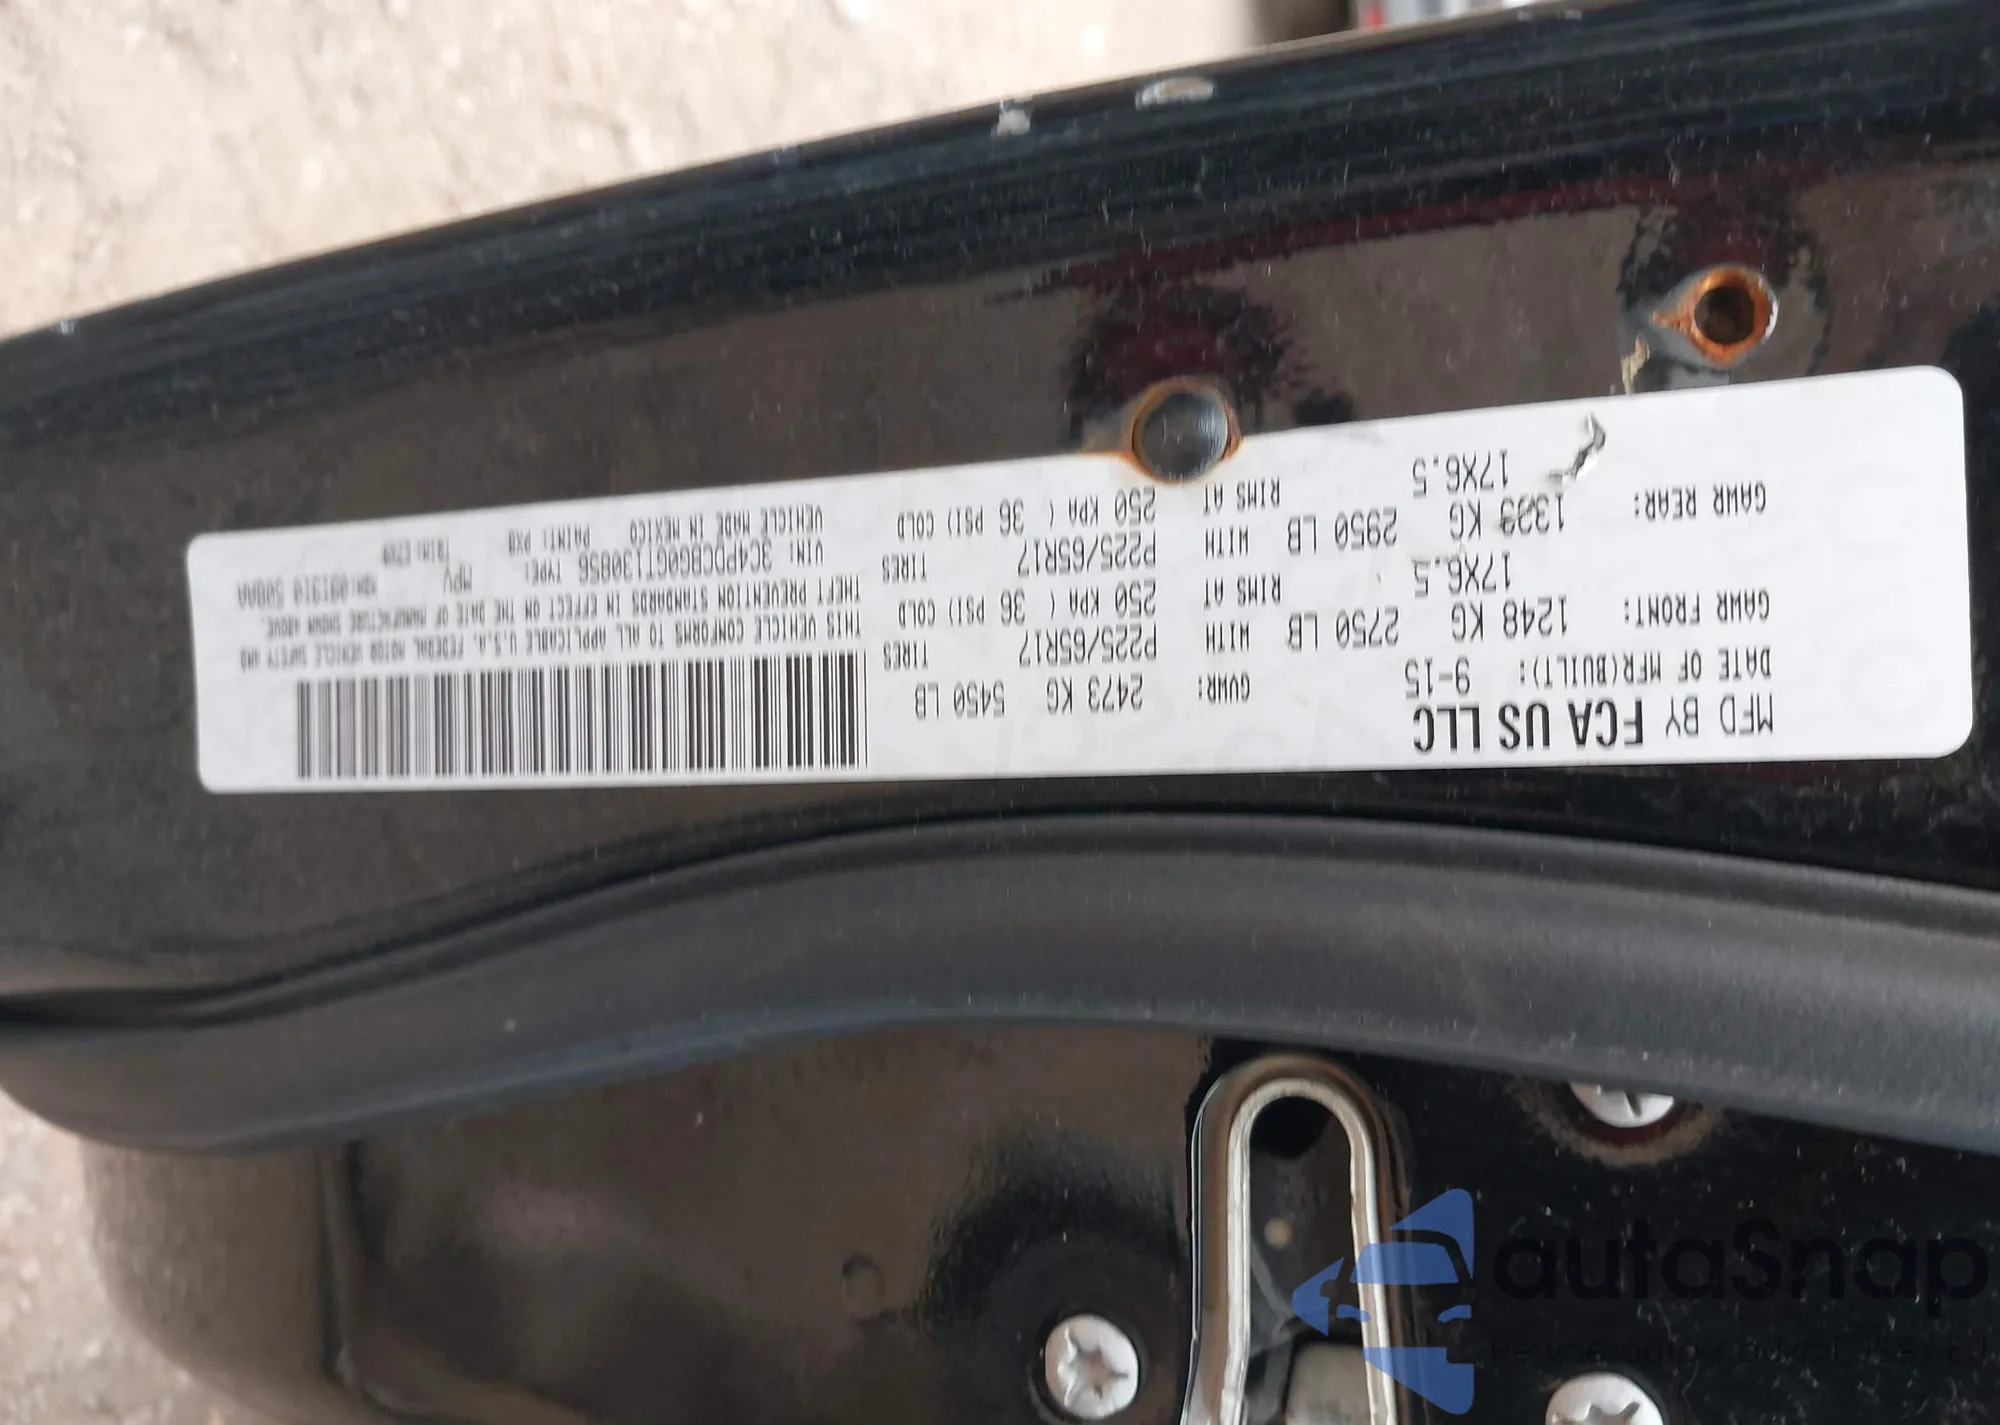 MFD BY FCA US LLC
DATE OF MFR(BUILT): 9-15
GAWR FRONT:
1248 KG 2750 LB
17X6.5
GAWR REAR:
KG 2950 LB
17X6.5
GVWR:
2473 KG 5450 LB
WITH P225/65R17 TIRES
RIMS AT 250 KPA ( 36 PSI) COLD
WITH P225/65R17 TIRES
RIMS AT 250 KPA ( 36 PSI) COLD
THIS VEHICLE CONFORMS TO ALL APPLICABLE U.S.A. FEDERAL MOTOR VEHICLE SAFETY AND
THEFT PREVENTION STANDARDS IN EFFECT ON THE DATE OF MANUFACTURE SHOWN ABOVE.
VIN: 3C4PDCBG0GT130856 TYPE: MPV
VEHICLE MADE IN MEXICO PAINT: PX8
autaSnap